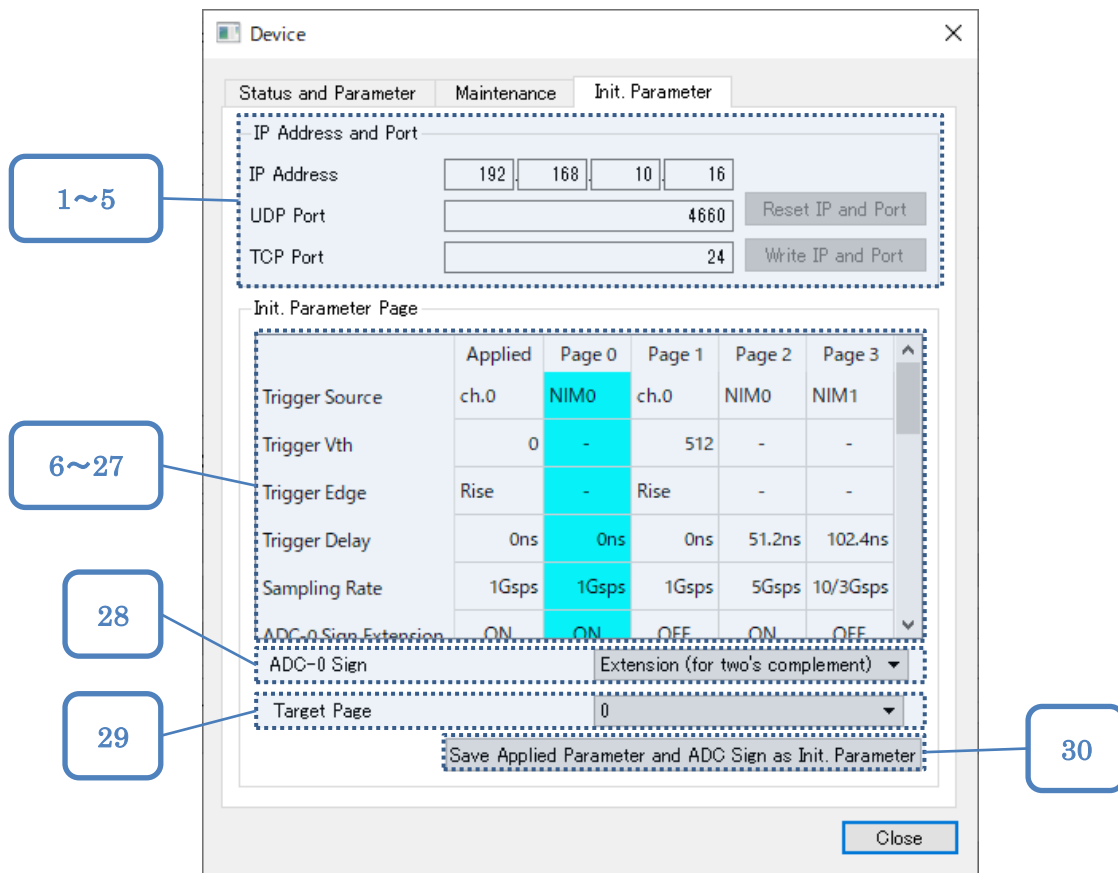 Device
Status and Parameter Maintenance Init. Parameter
IP Address and Port
1～5
IP Address 192. 168. 10. 16
UDP Port 4660 Reset IP and Port
TCP Port 24 Write IP and Port
Init. Parameter Page
Applied Page 0 Page 1 Page 2 Page 3
Trigger Source ch.0 NIM0 ch.0 NIM0 NIM1
Trigger Vth 0 - 512 - -
6～27
Trigger Edge Rise - Rise - -
Trigger Delay 0ns 0ns 0ns 51.2ns 102.4ns
Sampling Rate 1Gsps 1Gsps 1Gsps 5Gsps 10/3Gsps
28
ADC-0 Sign Extension ON ON OFF ON OFF
ADC-0 Sign Extension (for two's complement)
Target Page 0
29
Save Applied Parameter and ADC Sign as Init. Parameter
30
Close